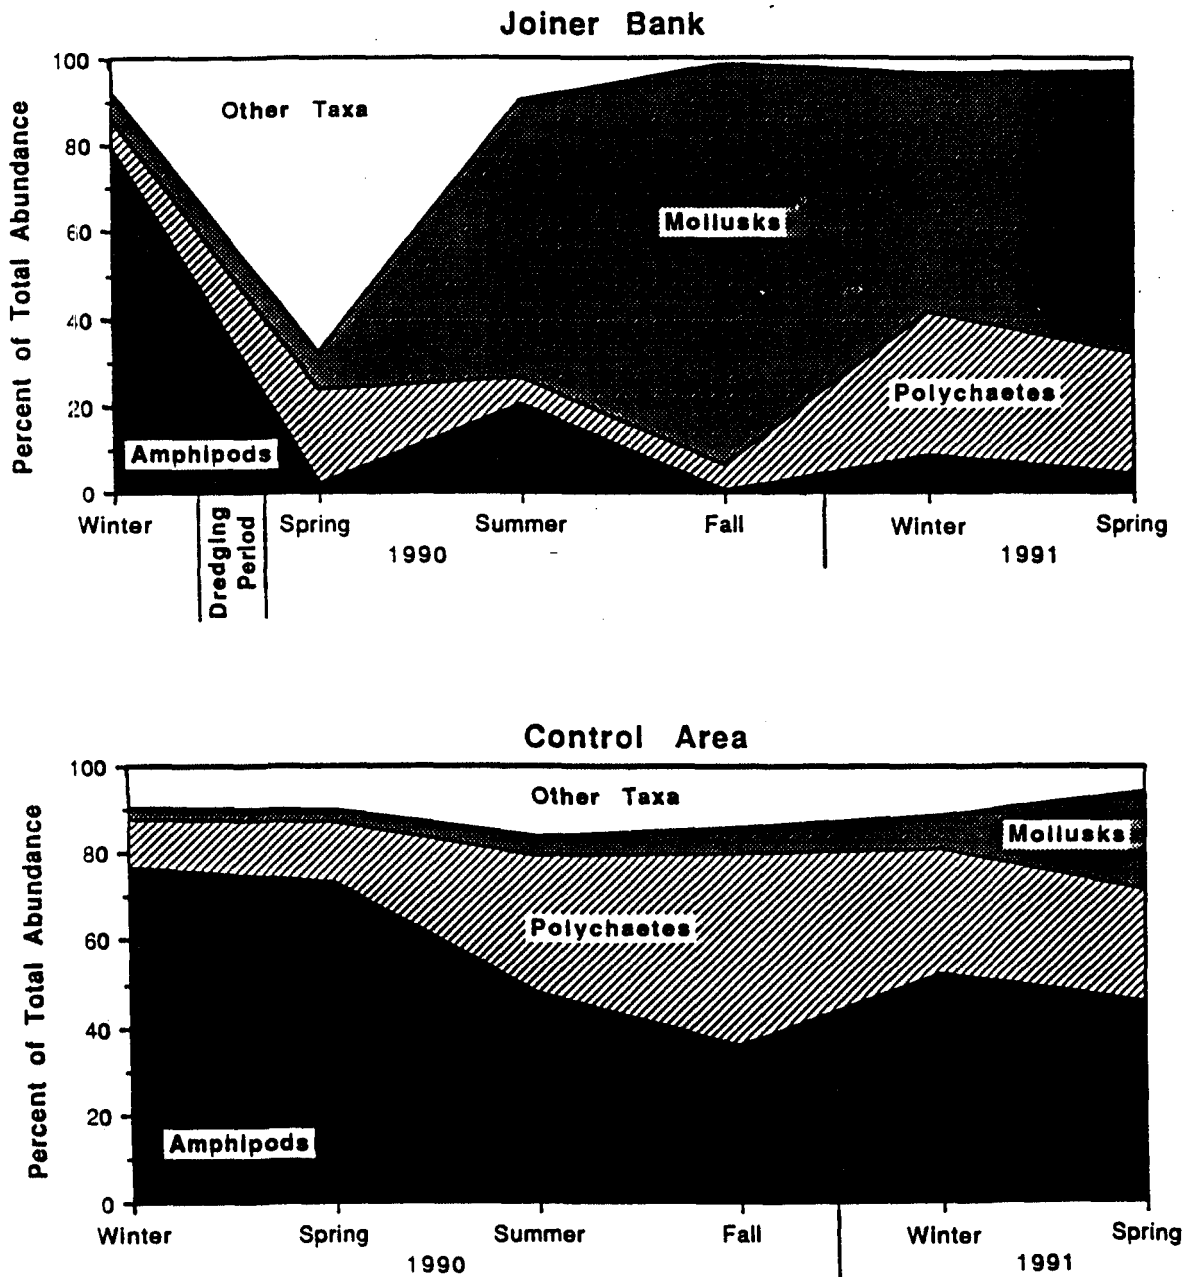 Joiner Bank
Percent of Total Abundance
100
80
60
40
20
0
Other Taxa
Mollusks
Polychaetes
Amphipods
Winter Spring Summer Fall Winter Spring
Dredging
Period
1990 1991
Control Area
Percent of Total Abundance
100
80
60
40
20
0
Other Taxa
Mollusks
Polychaetes
Amphipods
Winter Spring Summer Fall Winter Spring
1990 1991